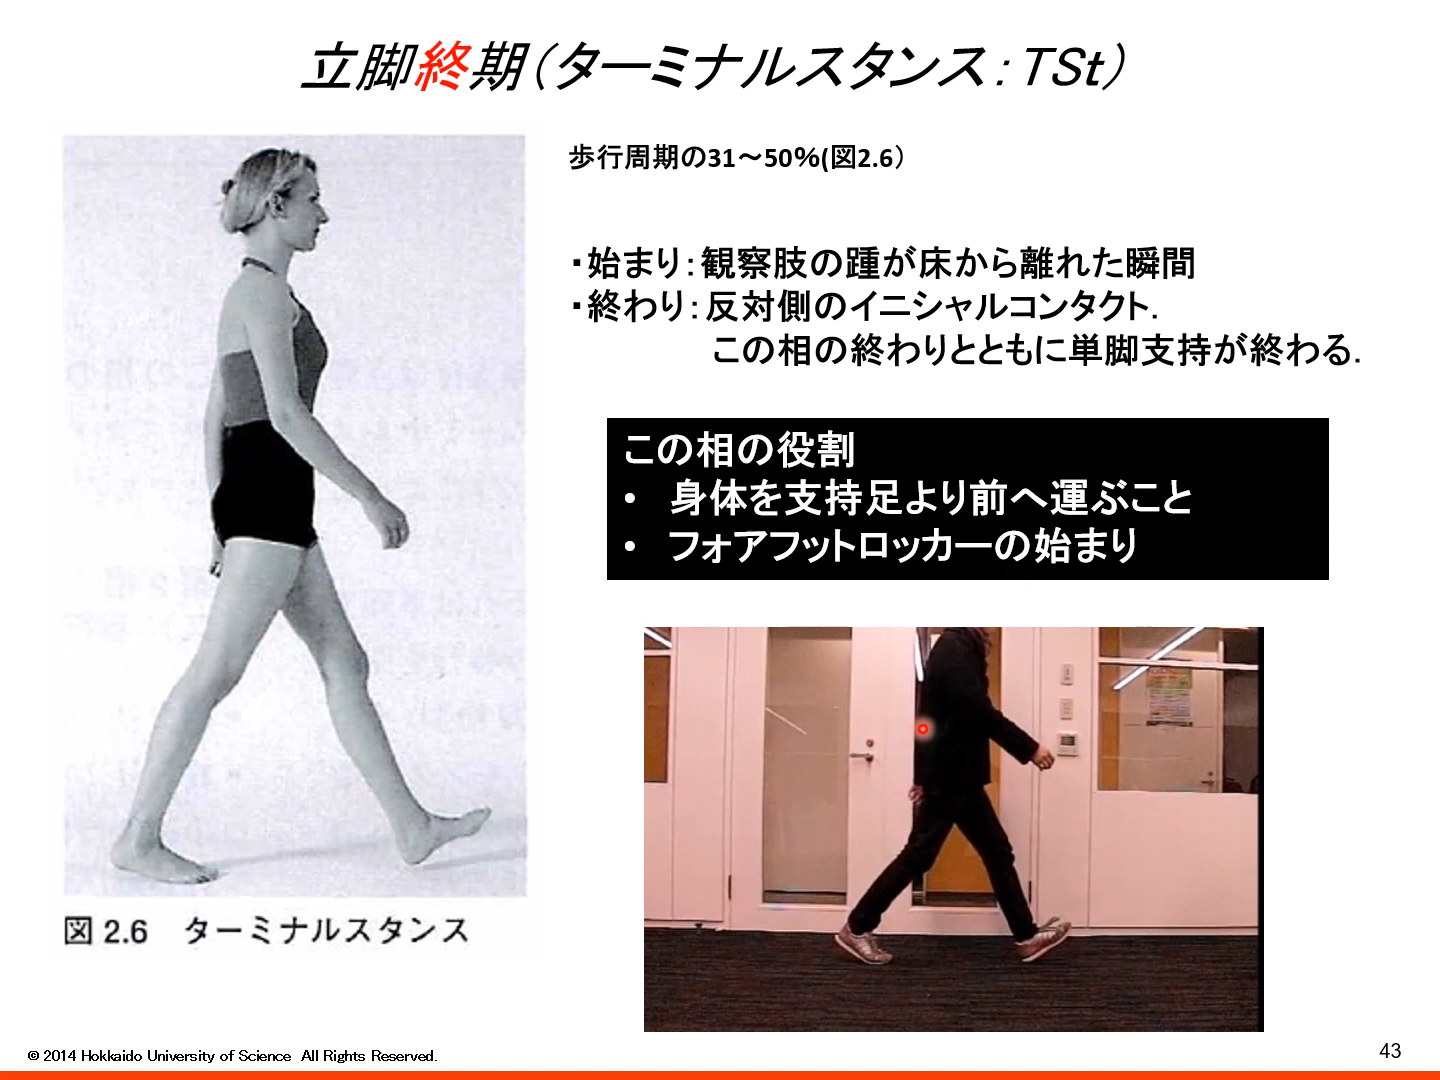 立脚終期（ターミナルスタンス：TSt）
歩行周期の31～50%(図2.6）
・始まり：観察肢の踵が床から離れた瞬間
・終わり：反対側のイニシャルコンタクト．
この相の終わりとともに単脚支持が終わる．
この相の役割
• 身体を支持足より前へ運ぶこと
• フォアフットロッカーの始まり
図 2.6 ターミナルスタンス
© 2014 Hokkaido University of Science All Rights Reserved.
43